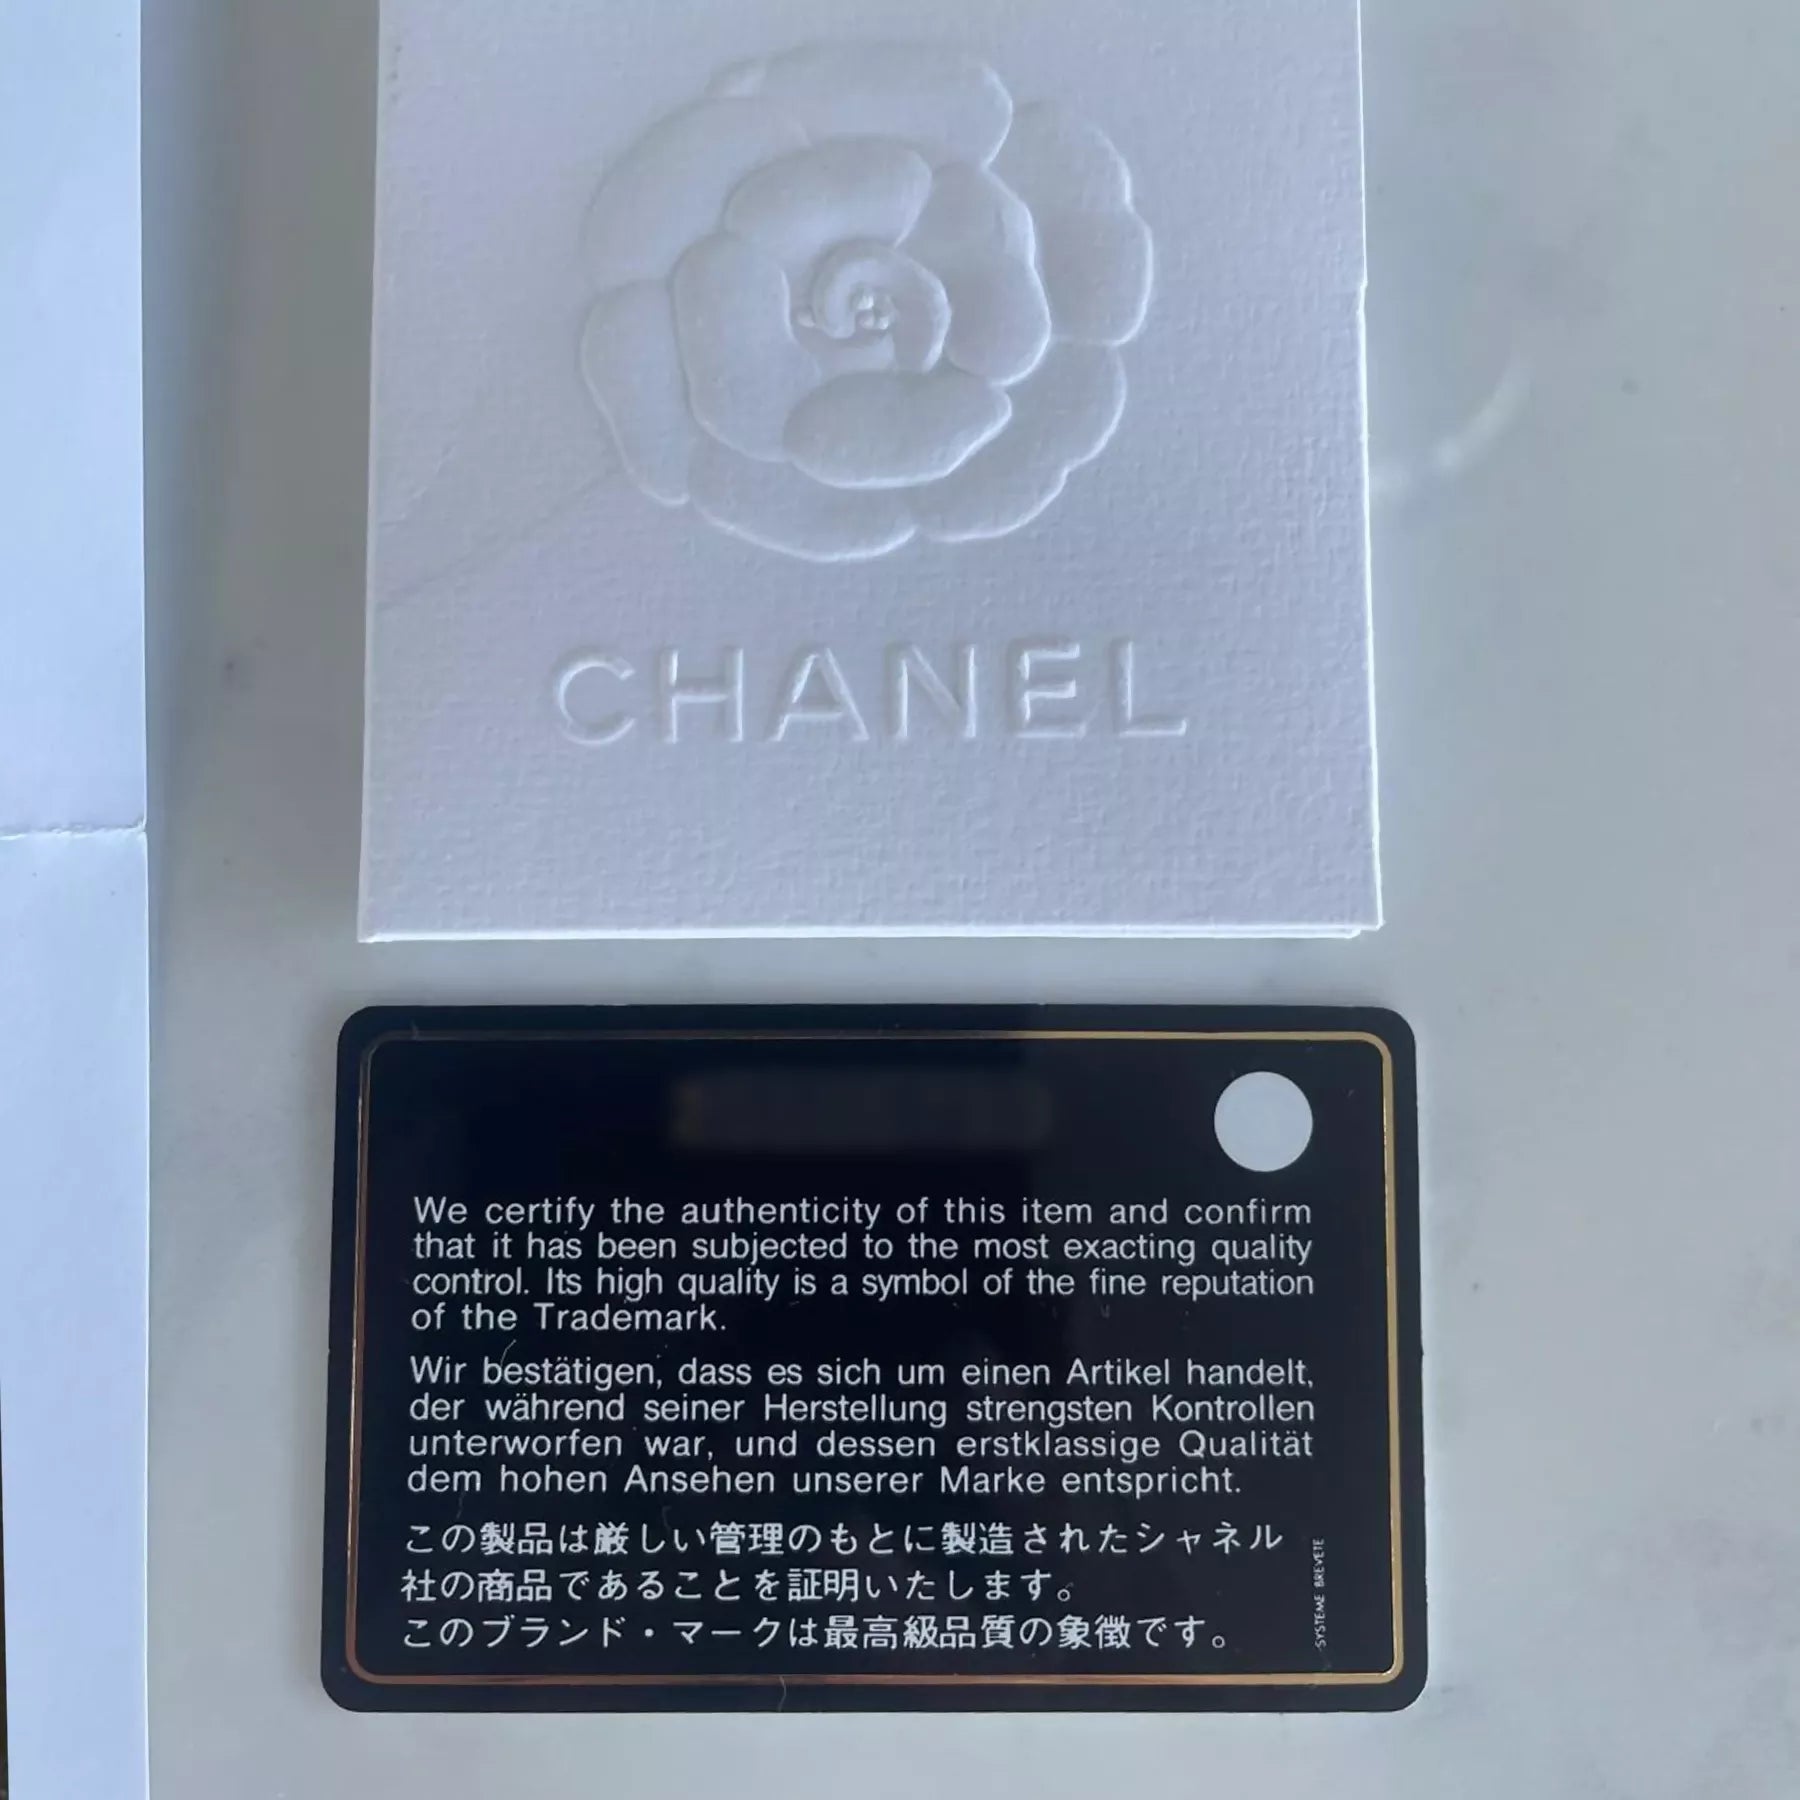 CHANEL
We certify the authenticity of this item and confirm
that it has been subjected to the most exacting quality
control. Its high quality is a symbol of the fine reputation
of the Trademark.
Wir bestätigen, dass es sich um einen Artikel handelt,
der während seiner Herstellung strengsten Kontrollen
unterworfen war, und dessen erstklassige Qualität
dem hohen Ansehen unserer Marke entspricht.
この製品は厳しい管理のもとに製造されたシャネル
社の商品であることを証明いたします。
このブランド・マークは最高級品質の象徴です。
SYSTEME BREVETE